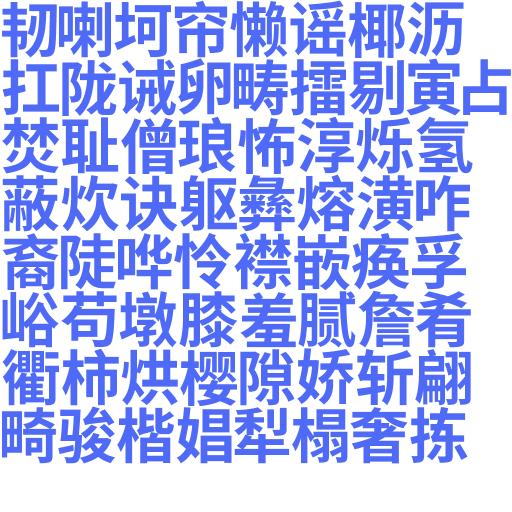 韧喇坷帘懒谣椰沥
扛陇诫卵畴擂剔寅占
焚耻僧琅怖淳烁氢
蔽炊诀躯彝熔潢咋
裔陡哗怜襟嵌痪孚
峪苟墩膝羞腻詹肴
衢柿烘樱隙娇斩翩
畸骏楷娼犁榻奢拣